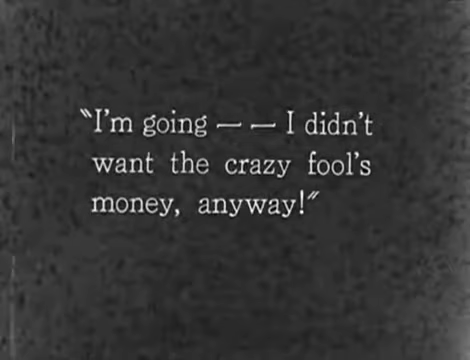 "I'm going — — I didn't
want the crazy fool's
money, anyway!"